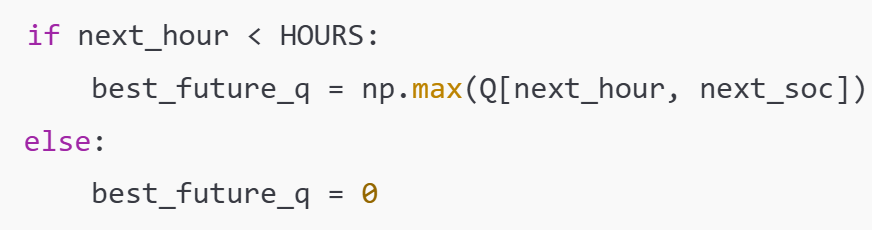 if next_hour < HOURS:
    best_future_q = np.max(Q[next_hour, next_soc])
else:
    best_future_q = 0